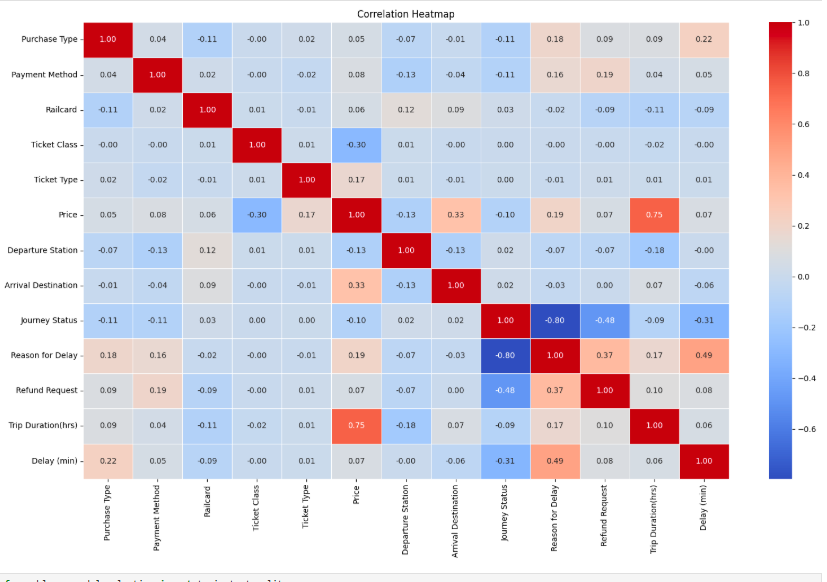 Correlation Heatmap
Purchase Type 1.00 0.04 -0.11 -0.00 0.02 0.05 -0.07 -0.01 -0.11 0.18 0.09 0.09 0.22
Payment Method 0.04 1.00 0.02 -0.00 -0.02 0.08 -0.13 -0.04 -0.11 0.16 0.19 0.04 0.05
Railcard -0.11 0.02 1.00 0.01 -0.01 0.06 0.12 0.09 0.03 -0.02 -0.09 -0.11 -0.09
Ticket Class -0.00 -0.00 0.01 1.00 0.01 -0.30 0.01 -0.00 0.00 -0.00 -0.00 -0.02 -0.00
Ticket Type 0.02 -0.02 -0.01 0.01 1.00 0.17 0.01 -0.01 0.00 -0.01 0.01 0.01 0.01
Price 0.05 0.08 0.06 -0.30 0.17 1.00 -0.13 0.33 -0.10 0.19 0.07 0.75 0.07
Departure Station -0.07 -0.13 0.12 0.01 0.01 -0.13 1.00 -0.13 0.02 -0.07 -0.07 -0.18 -0.00
Arrival Destination -0.01 -0.04 0.09 -0.00 -0.01 0.33 -0.13 1.00 0.02 -0.03 0.00 0.07 -0.06
Journey Status -0.11 -0.11 0.03 0.00 0.00 -0.10 0.02 0.02 1.00 -0.80 -0.48 -0.09 -0.31
Reason for Delay 0.18 0.16 -0.02 -0.00 -0.01 0.19 -0.07 -0.03 -0.80 1.00 0.37 0.17 0.49
Refund Request 0.09 0.19 -0.09 -0.00 0.01 0.07 -0.07 0.00 -0.48 0.37 1.00 0.10 0.08
Trip Duration(hrs) 0.09 0.04 -0.11 -0.02 0.01 0.75 -0.18 0.07 -0.09 0.17 0.10 1.00 0.06
Delay (min) 0.22 0.05 -0.09 -0.00 0.01 0.07 -0.00 -0.06 -0.31 0.49 0.08 0.06 1.00
Purchase Type
Payment Method
Railcard
Ticket Class
Ticket Type
Price
Departure Station
Arrival Destination
Journey Status
Reason for Delay
Refund Request
Trip Duration(hrs)
Delay (min)
1.0
0.8
0.6
0.4
0.2
0.0
-0.2
-0.4
-0.6